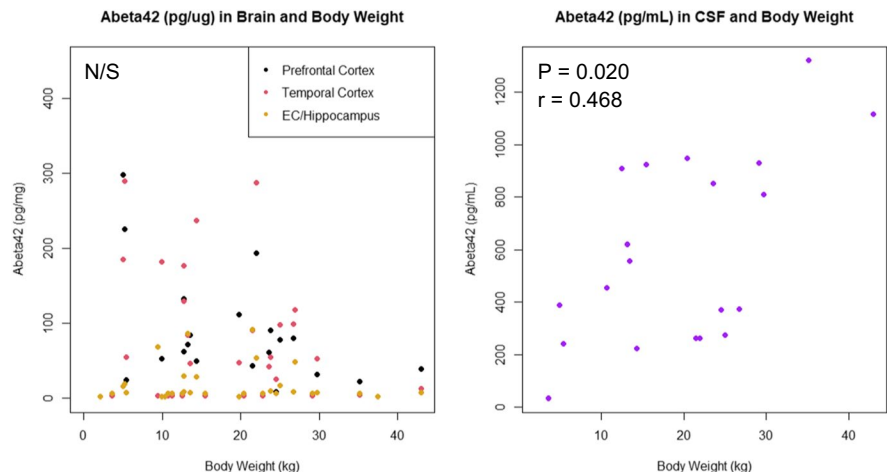 Abeta42 (pg/ug) in Brain and Body Weight
N/S
Prefrontal Cortex
Temporal Cortex
EC/Hippocampus
Abeta42 (pg/mg)
400
300
200
100
0
0 10 20 30 40
Body Weight (kg)
Abeta42 (pg/mL) in CSF and Body Weight
P = 0.020
r = 0.468
Abeta42 (pg/mL)
1200
1000
800
600
400
200
0
10 20 30 40
Body Weight (kg)